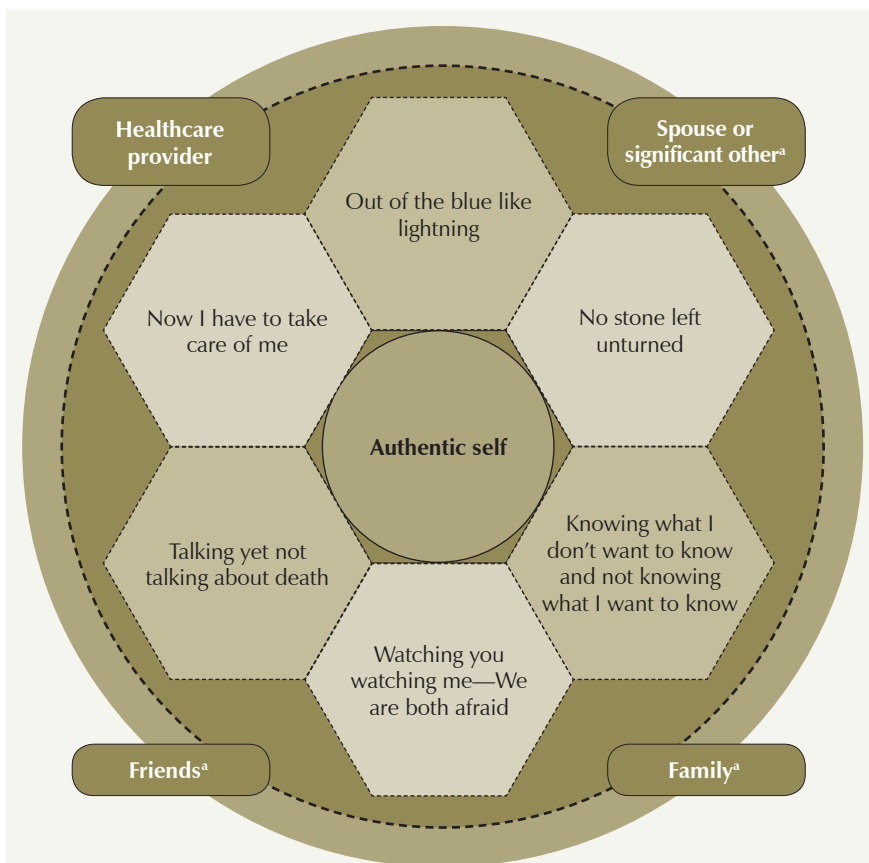 Healthcare
provider
Spouse or
significant otherᵃ
Out of the blue like
lightning
Now I have to take
care of me
No stone left
unturned
Authentic self
Talking yet not
talking about death
Knowing what I
don’t want to know
and not knowing
what I want to know
Watching you
watching me—We
are both afraid
Friendsᵃ
Familyᵃ